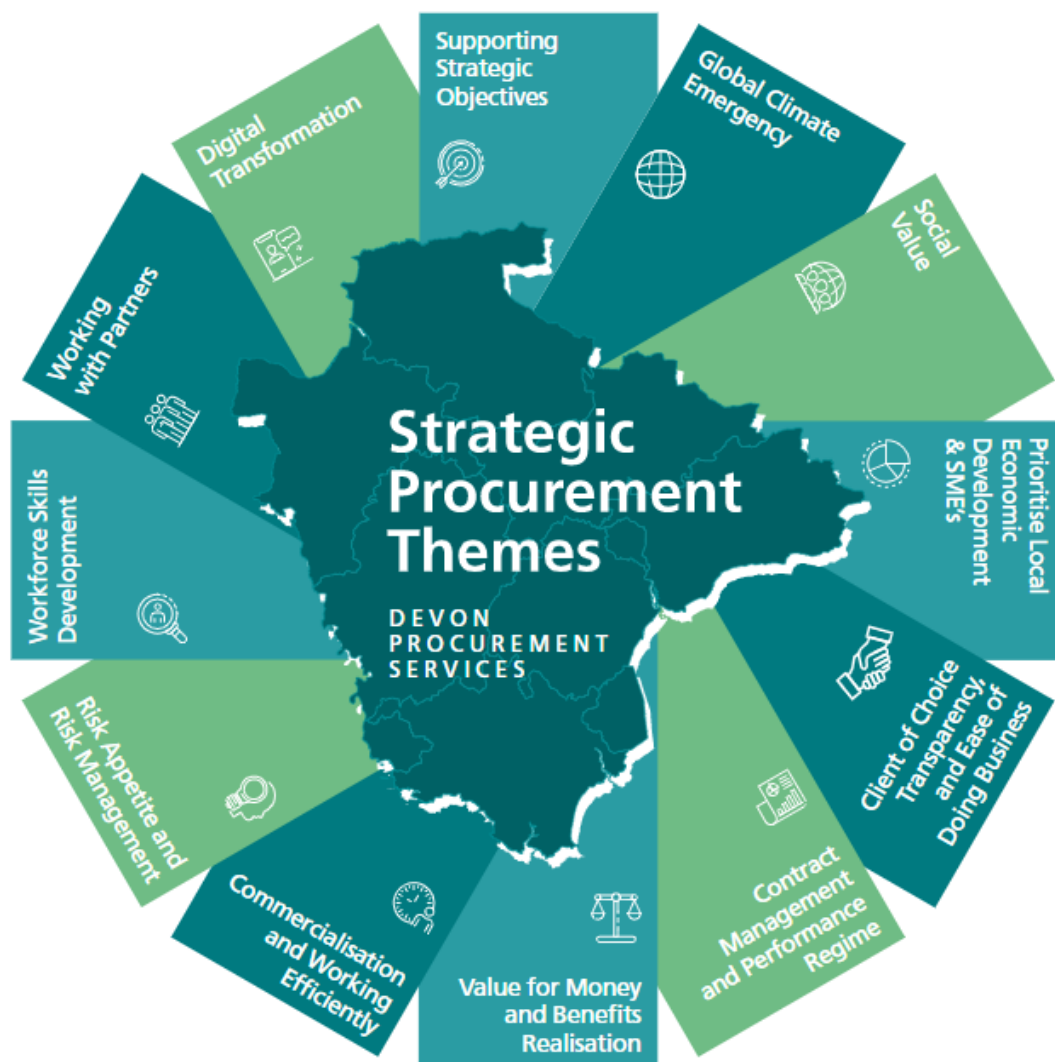 Supporting
Strategic
Objectives
Global Climate
Emergency
Social
Value
Prioritise Local
Economic
Development
& SME's
Client of Choice
Transparency,
and Ease of
Doing Business
Contract
Management
and Performance
Regime
Value for Money
and Benefits
Realisation
Commercialisation
and Working
Efficiently
Risk Appetite and
Risk Management
Workforce Skills
Development
Working
with Partners
Digital
Transformation
Strategic
Procurement
Themes
DEVON
PROCUREMENT
SERVICES